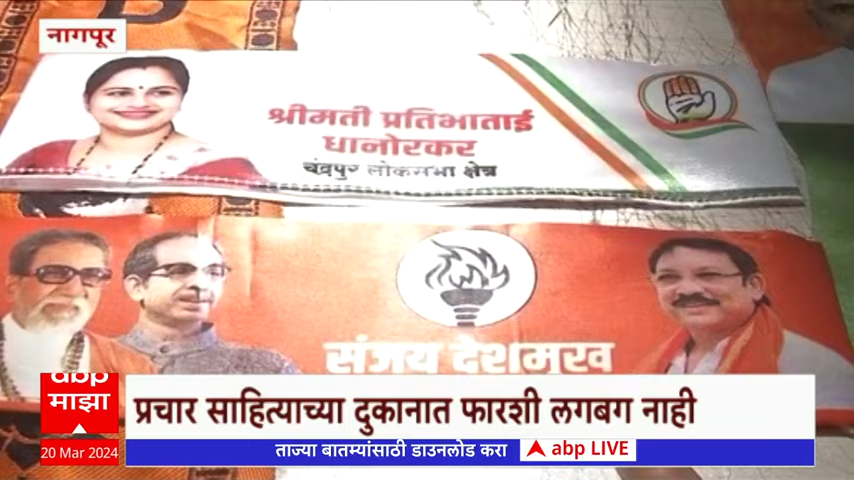 नागपूर
श्रीमती प्रतिभाताई
धानोरकर
चंद्रपुर लोकसभा क्षेत्र
संजय देशमुख
abp
माझा
प्रचार साहित्याच्या दुकानात फारशी लगबग नाही
20 Mar 2024
ताज्या बातम्यांसाठी डाउनलोड करा
abp LIVE